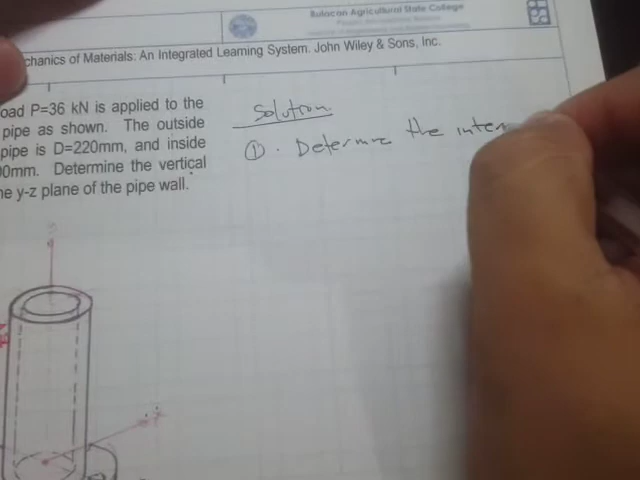 Bulacan Agricultural State College
chanics of Materials: An Integrated Learning System. John Wiley & Sons, Inc.
oad P=36 kN is applied to the
pipe as shown. The outside
pipe is D=220mm, and inside
00mm. Determine the vertical
he y-z plane of the pipe wall.
Solution
①. Determine the inter